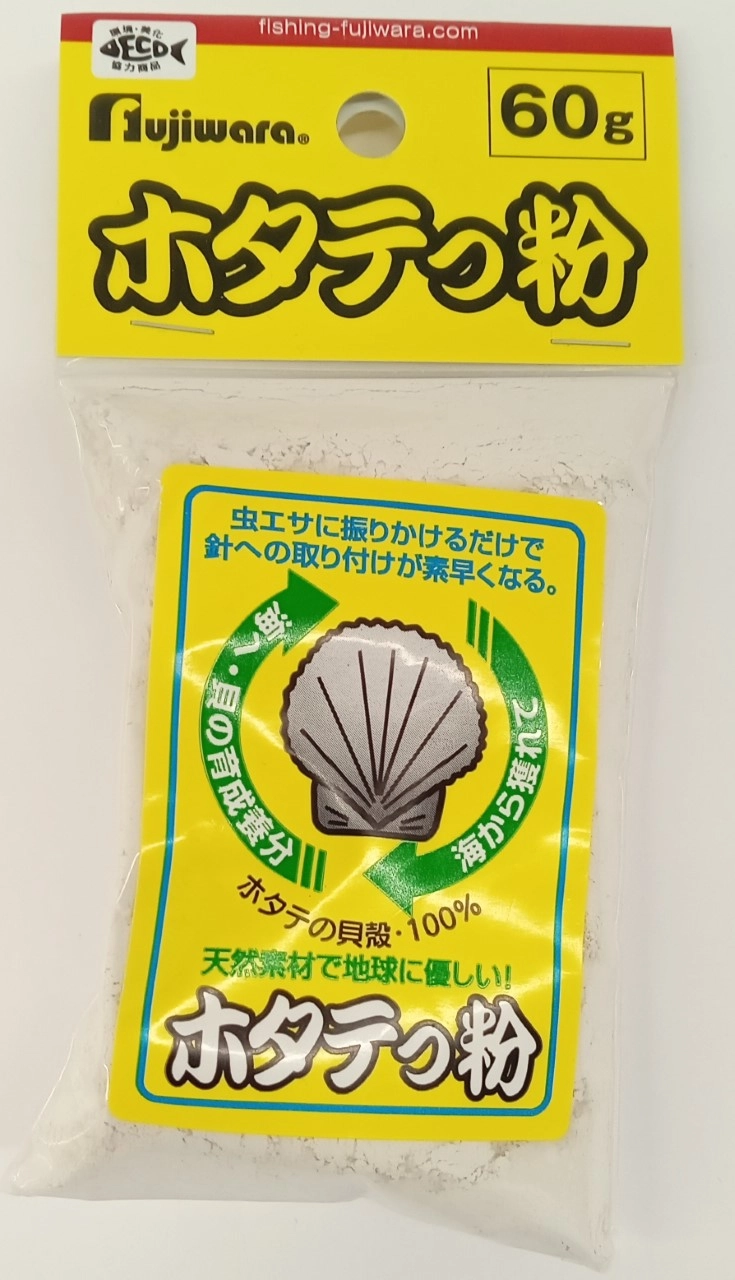 fishing-fujiwara.com
環境・美化
ECO
協力商品
Fujiwara®
60g
ホタテっ粉
虫エサに振りかけるだけで
針への取り付けが素早くなる。
海へ・貝の育成養分
海から獲れて
ホタテの貝殻・100%
天然素材で地球に優しい!
ホタテっ粉